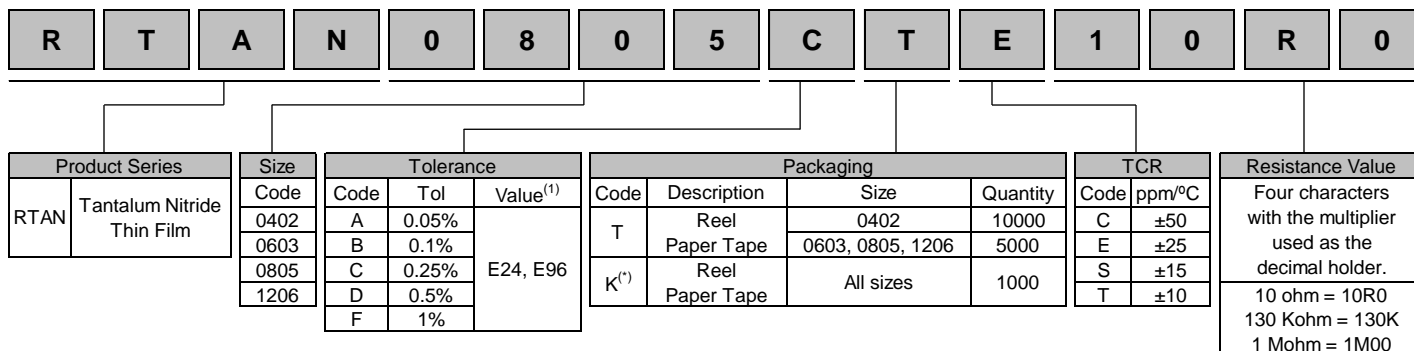 R T A N 0 8 0 5 C T E 1 0 R 0
Product Series
RTAN Tantalum Nitride
Thin Film
Size
Code
0402
0603
0805
1206
Tolerance
Code Tol Value(1)
A 0.05%
B 0.1%
C 0.25%
D 0.5%
F 1%
E24, E96
Packaging
Code Description Size Quantity
T Reel Paper Tape 0402 10000
0603, 0805, 1206 5000
K(*) Reel Paper Tape All sizes 1000
TCR
Code ppm/ºC
C ±50
E ±25
S ±15
T ±10
Resistance Value
Four characters
with the multiplier
used as the
decimal holder.
10 ohm = 10R0
130 Kohm = 130K
1 Mohm = 1M00